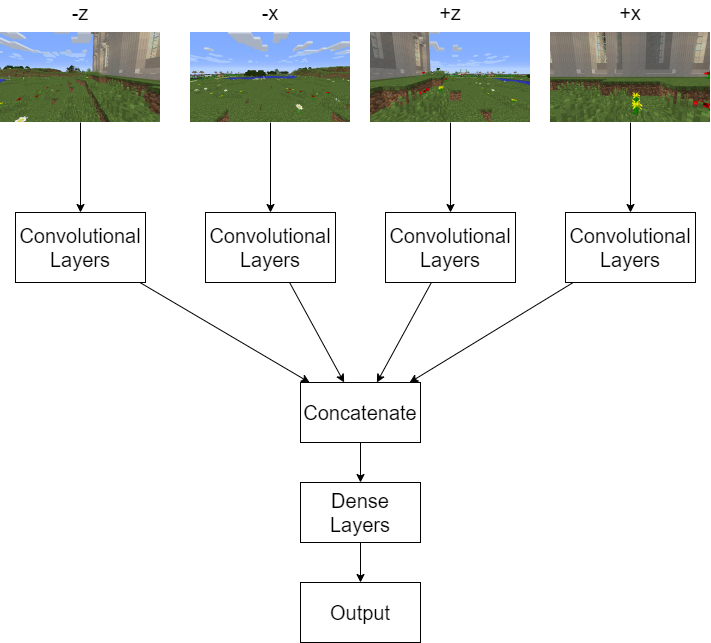 -z
-x
+z
+x
Convolutional
Layers
Convolutional
Layers
Convolutional
Layers
Convolutional
Layers
Concatenate
Dense
Layers
Output